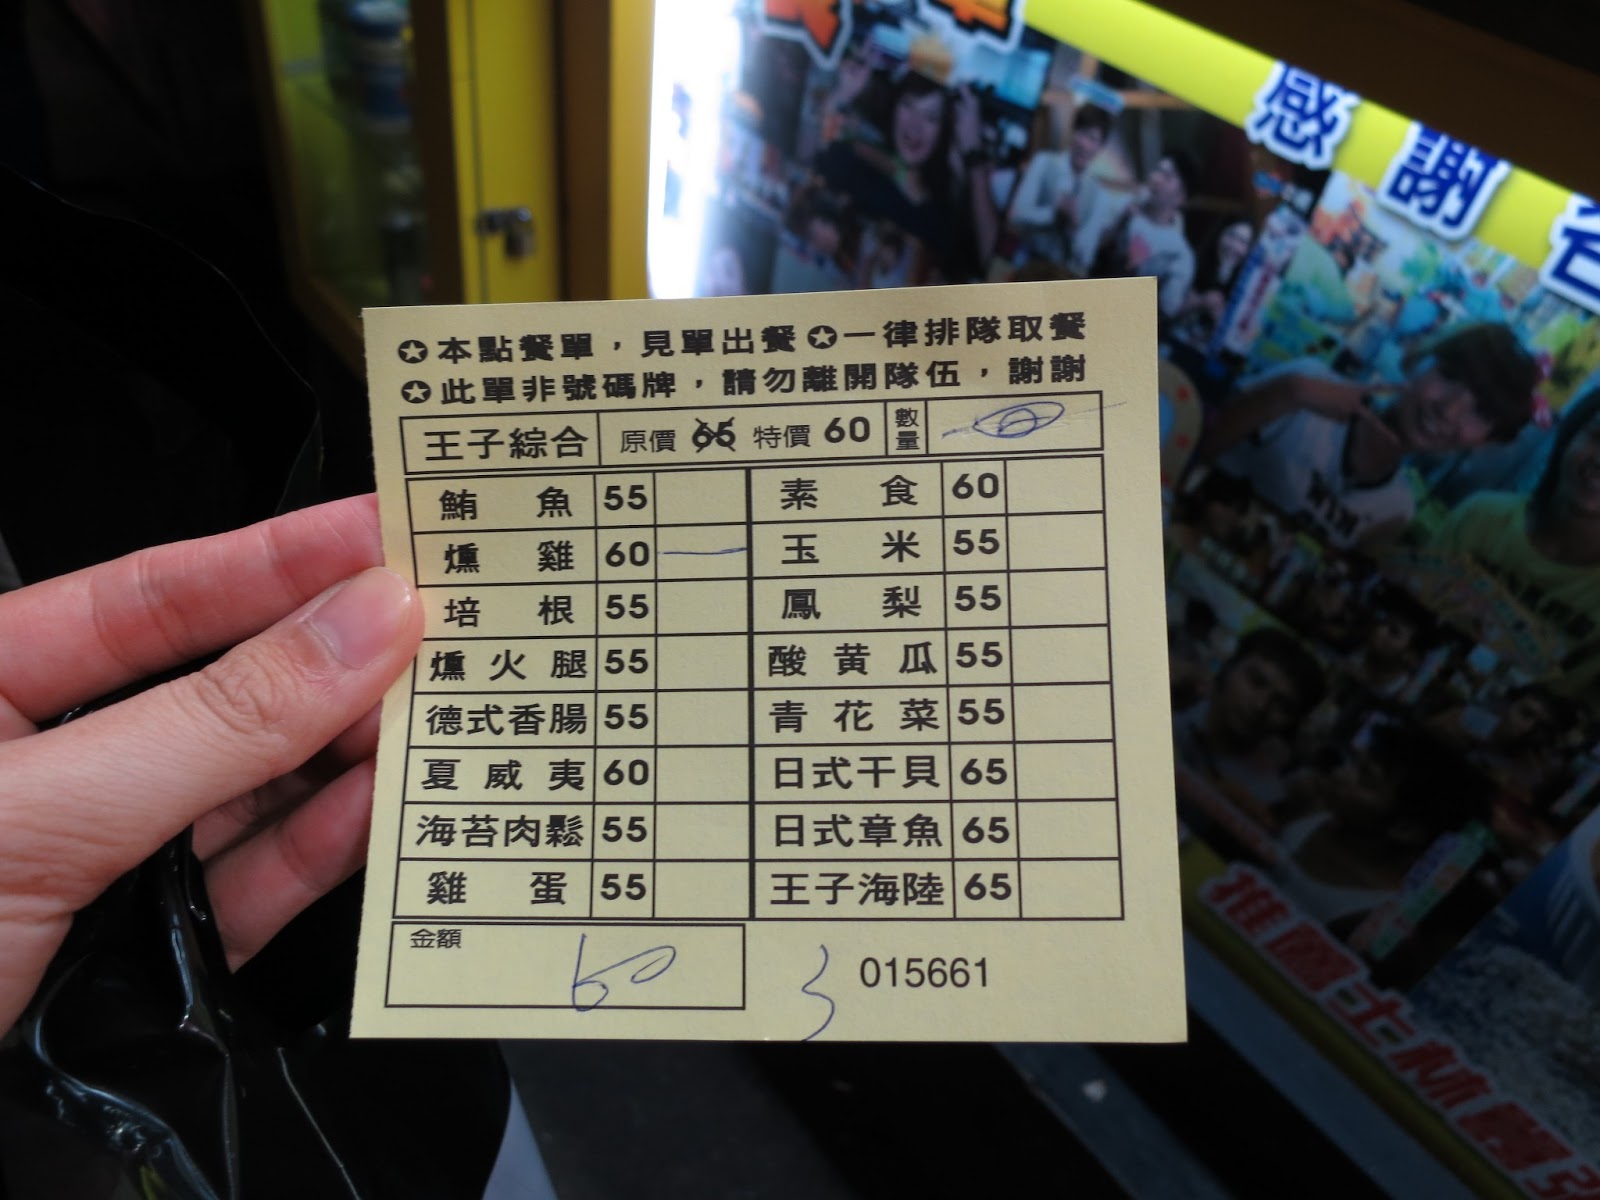 感謝
✪本點餐單，見單出餐✪一律排隊取餐
✪此單非號碼牌，請勿離開隊伍，謝謝
王子綜合 原價 65 特價 60 數量
鮪魚 55 素食 60
燻雞 60 一 玉米 55
培根 55 鳳梨 55
燻火腿 55 酸黃瓜 55
德式香腸 55 青花菜 55
夏威夷 60 日式干貝 65
海苔肉鬆 55 日式章魚 65
雞蛋 55 王子海陸 65
金額 60 015661
推薦士林